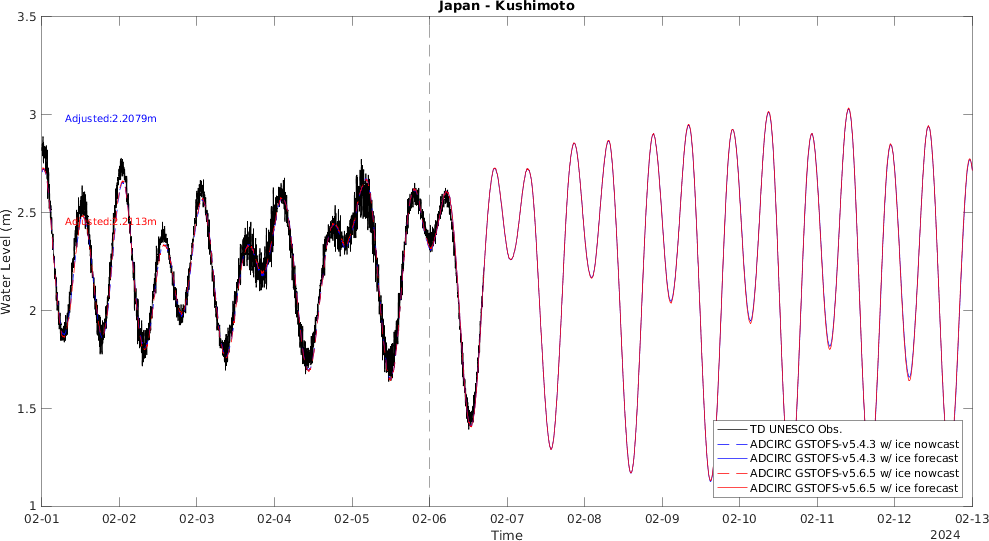 Japan - Kushimoto
3.5
3
2.5
2
1.5
1
Water Level (m)
Adjusted:2.2079m
Adjusted:2.2113m
TD UNESCO Obs.
ADCIRC GSTOFS-v5.4.3 w/ ice nowcast
ADCIRC GSTOFS-v5.4.3 w/ ice forecast
ADCIRC GSTOFS-v5.6.5 w/ ice nowcast
ADCIRC GSTOFS-v5.6.5 w/ ice forecast
02-01 02-02 02-03 02-04 02-05 02-06 02-07 02-08 02-09 02-10 02-11 02-12 02-13
Time
2024